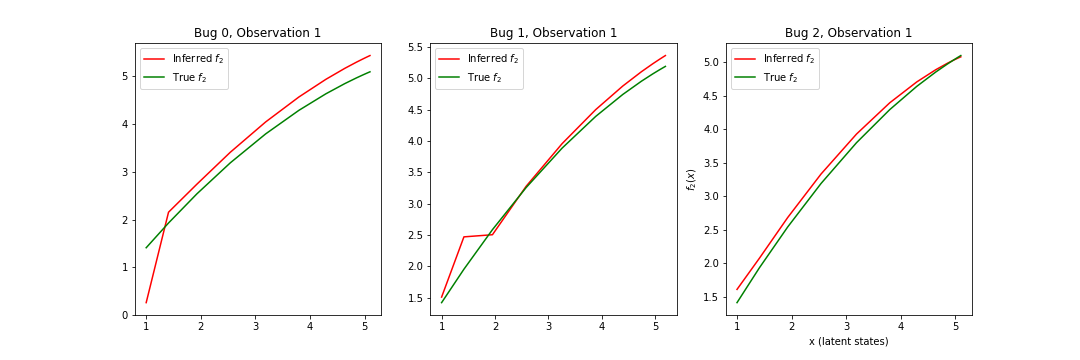 Bug 0, Observation 1
Inferred f₂
True f₂
5
4
3
2
1
0
1 2 3 4 5
Bug 1, Observation 1
Inferred f₂
True f₂
5.5
5.0
4.5
4.0
3.5
3.0
2.5
2.0
1.5
1 2 3 4 5
Bug 2, Observation 1
Inferred f₂
True f₂
f₂(x)
5.0
4.5
4.0
3.5
3.0
2.5
2.0
1.5
1 2 3 4 5
x (latent states)